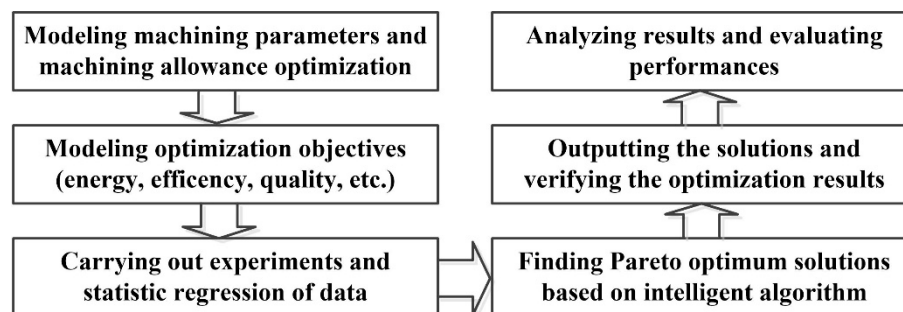 Modeling machining parameters and
machining allowance optimization
Modeling optimization objectives
(energy, efficency, quality, etc.)
Carrying out experiments and
statistic regression of data
Finding Pareto optimum solutions
based on intelligent algorithm
Outputting the solutions and
verifying the optimization results
Analyzing results and evaluating
performances